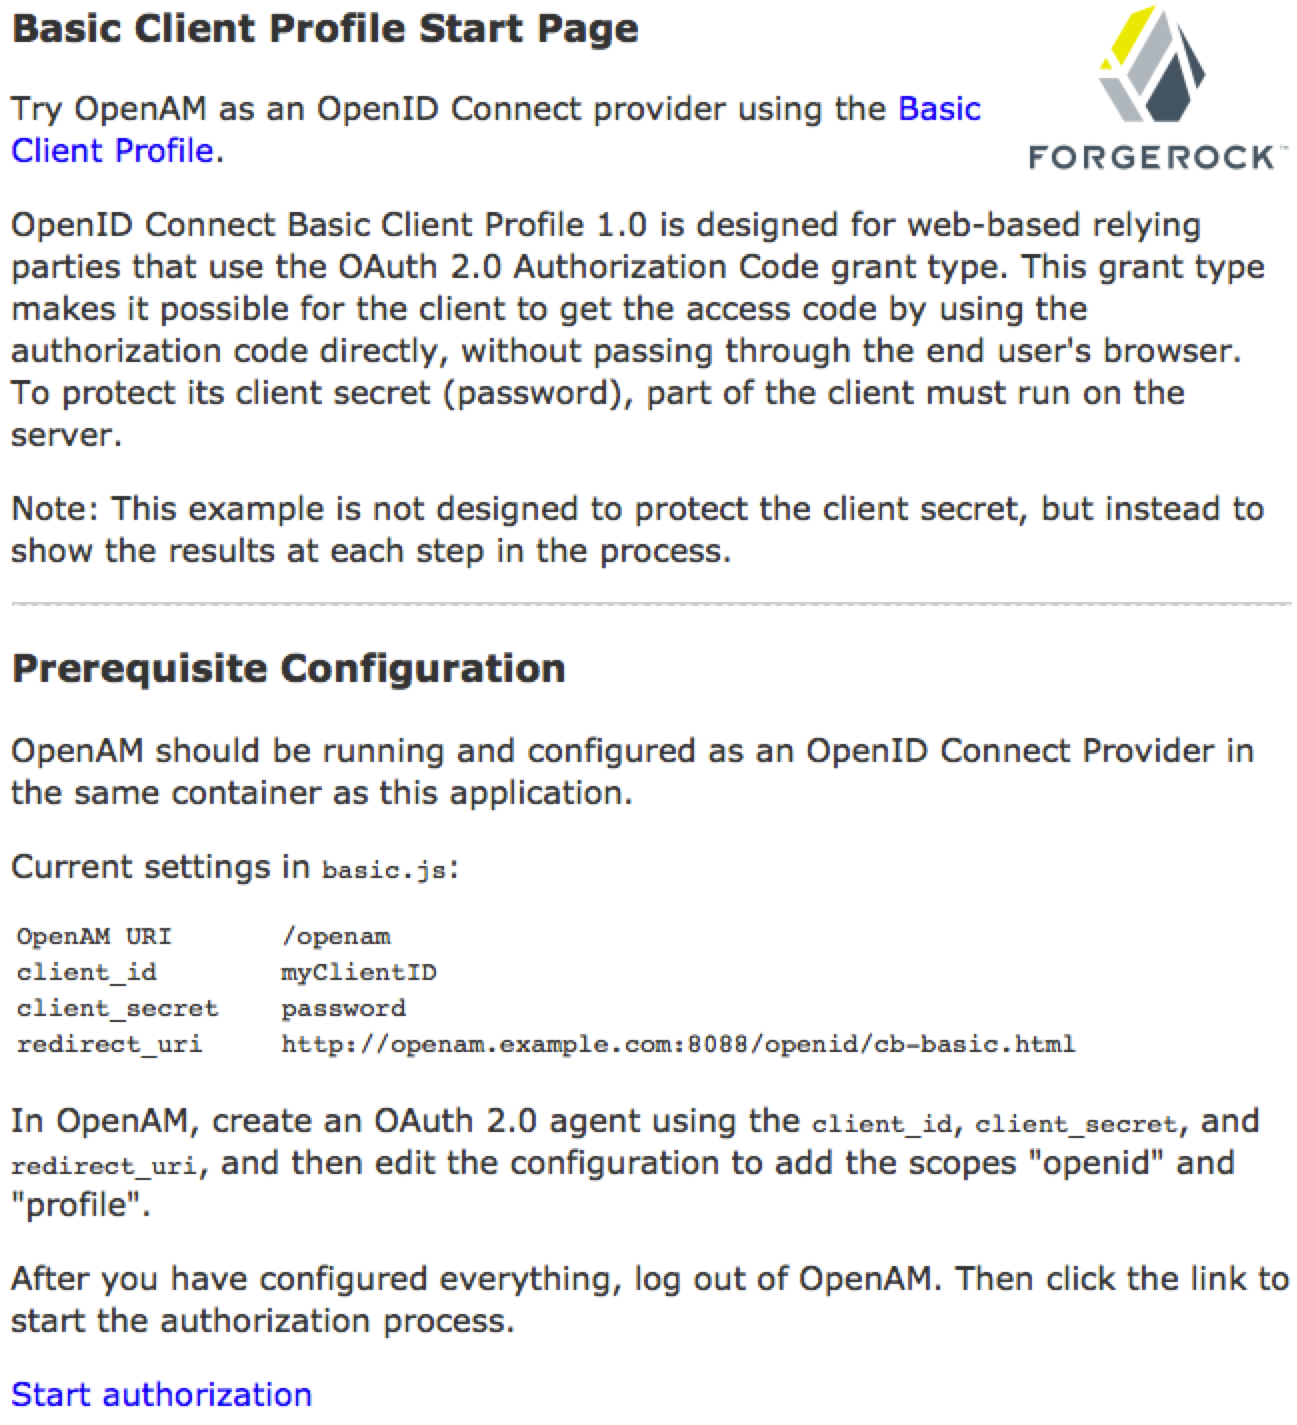 Basic Client Profile Start Page
FORGEROCK™
Try OpenAM as an OpenID Connect provider using the Basic
Client Profile.
OpenID Connect Basic Client Profile 1.0 is designed for web-based relying
parties that use the OAuth 2.0 Authorization Code grant type. This grant type
makes it possible for the client to get the access code by using the
authorization code directly, without passing through the end user's browser.
To protect its client secret (password), part of the client must run on the
server.
Note: This example is not designed to protect the client secret, but instead to
show the results at each step in the process.
Prerequisite Configuration
OpenAM should be running and configured as an OpenID Connect Provider in
the same container as this application.
Current settings in basic.js:
OpenAM URI /openam
client_id myClientID
client_secret password
redirect_uri http://openam.example.com:8088/openid/cb-basic.html
In OpenAM, create an OAuth 2.0 agent using the client_id, client_secret, and
redirect_uri, and then edit the configuration to add the scopes "openid" and
"profile".
After you have configured everything, log out of OpenAM. Then click the link to
start the authorization process.
Start authorization